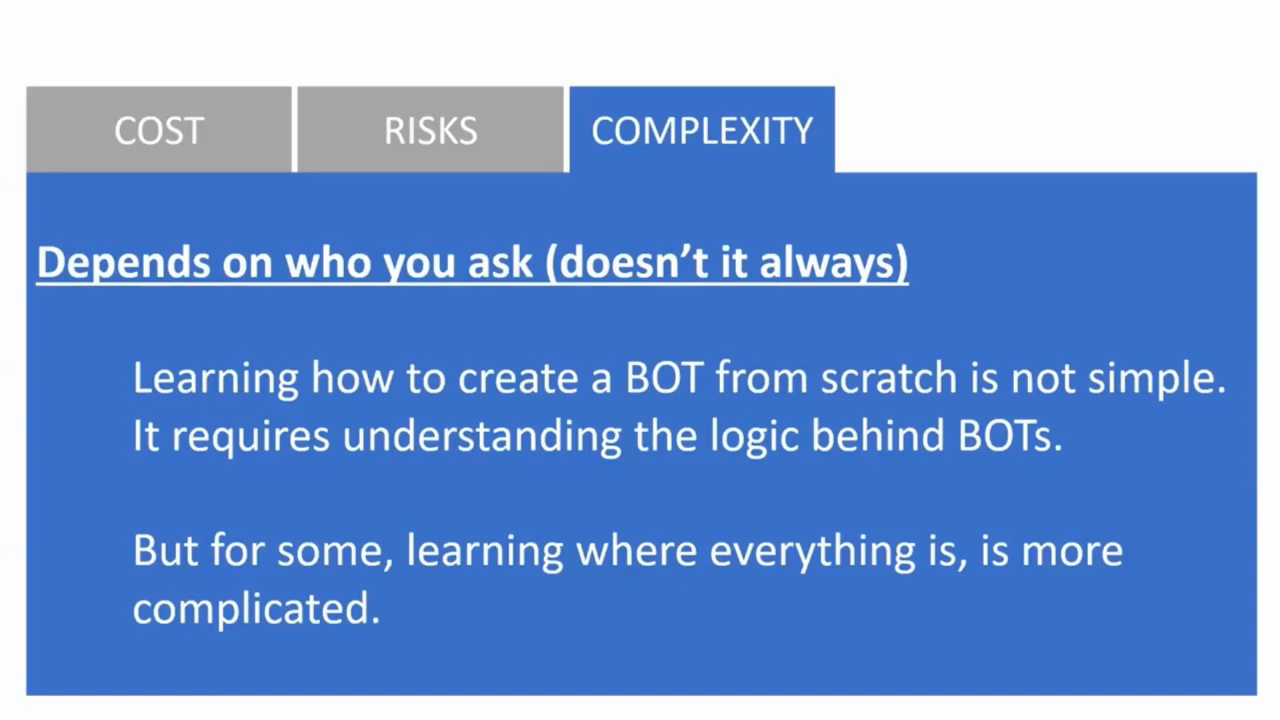 COST
RISKS
COMPLEXITY
Depends on who you ask (doesn’t it always)
Learning how to create a BOT from scratch is not simple.
It requires understanding the logic behind BOTs.
But for some, learning where everything is, is more
complicated.